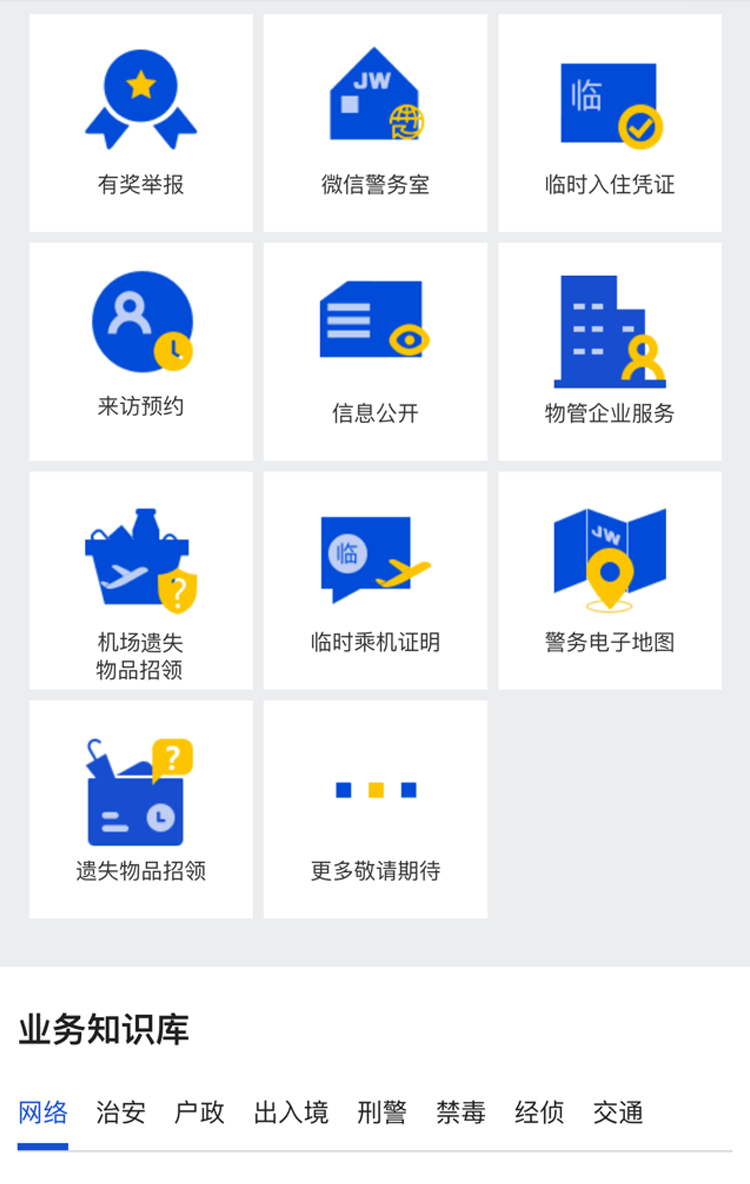 有奖举报
JW
微信警务室
临
临时入住凭证
来访预约
信息公开
物管企业服务
?
机场遗失
物品招领
临
临时乘机证明
JW
警务电子地图
?
遗失物品招领
更多敬请期待
业务知识库
网络 治安 户政 出入境 刑警 禁毒 经侦 交通